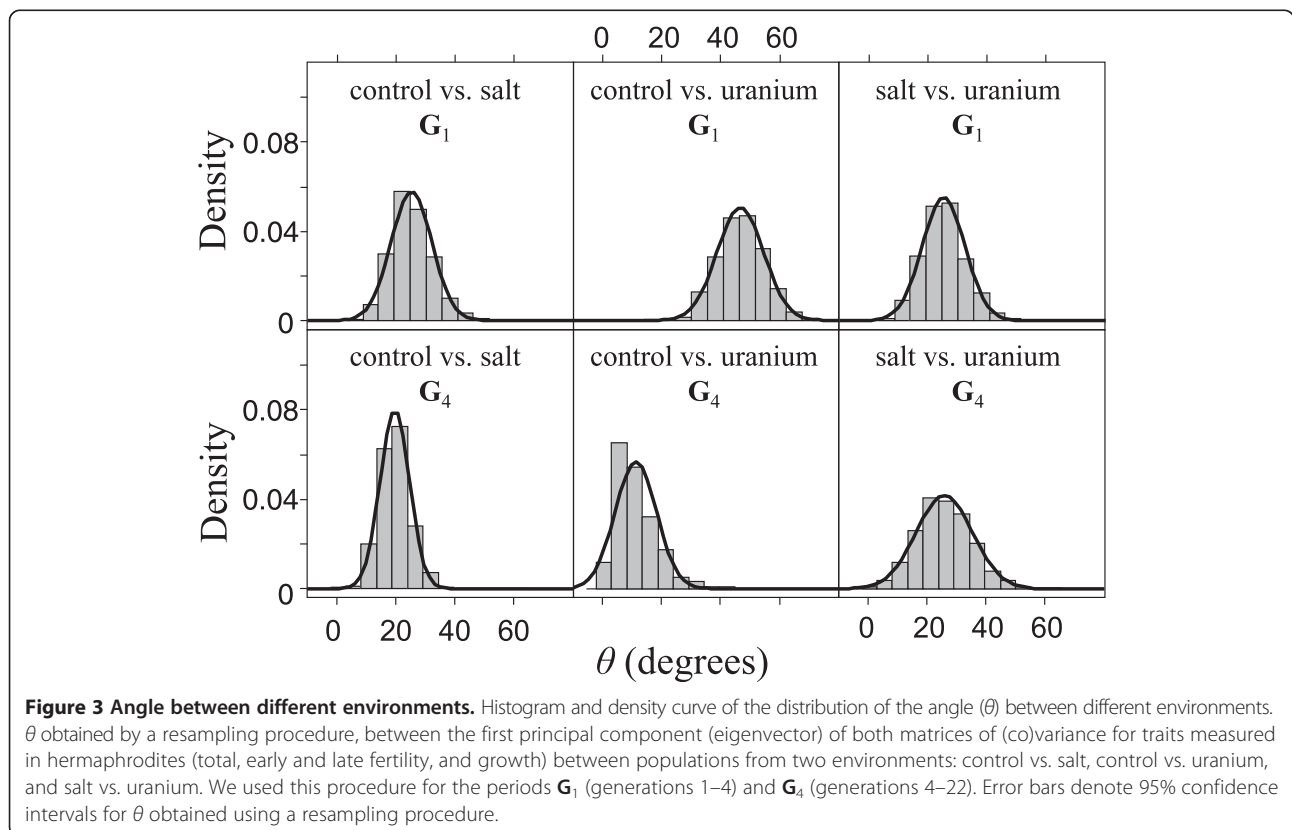 0 20 40 60
control vs. salt
G1
control vs. uranium
G1
salt vs. uranium
G1
Density
0.08
0.04
0
control vs. salt
G4
control vs. uranium
G4
salt vs. uranium
G4
Density
0.08
0.04
0
0 20 40 60
0 20 40 60
θ (degrees)
Figure 3 Angle between different environments. Histogram and density curve of the distribution of the angle (θ) between different environments.
θ obtained by a resampling procedure, between the first principal component (eigenvector) of both matrices of (co)variance for traits measured
in hermaphrodites (total, early and late fertility, and growth) between populations from two environments: control vs. salt, control vs. uranium,
and salt vs. uranium. We used this procedure for the periods G1 (generations 1–4) and G4 (generations 4–22). Error bars denote 95% confidence
intervals for θ obtained using a resampling procedure.